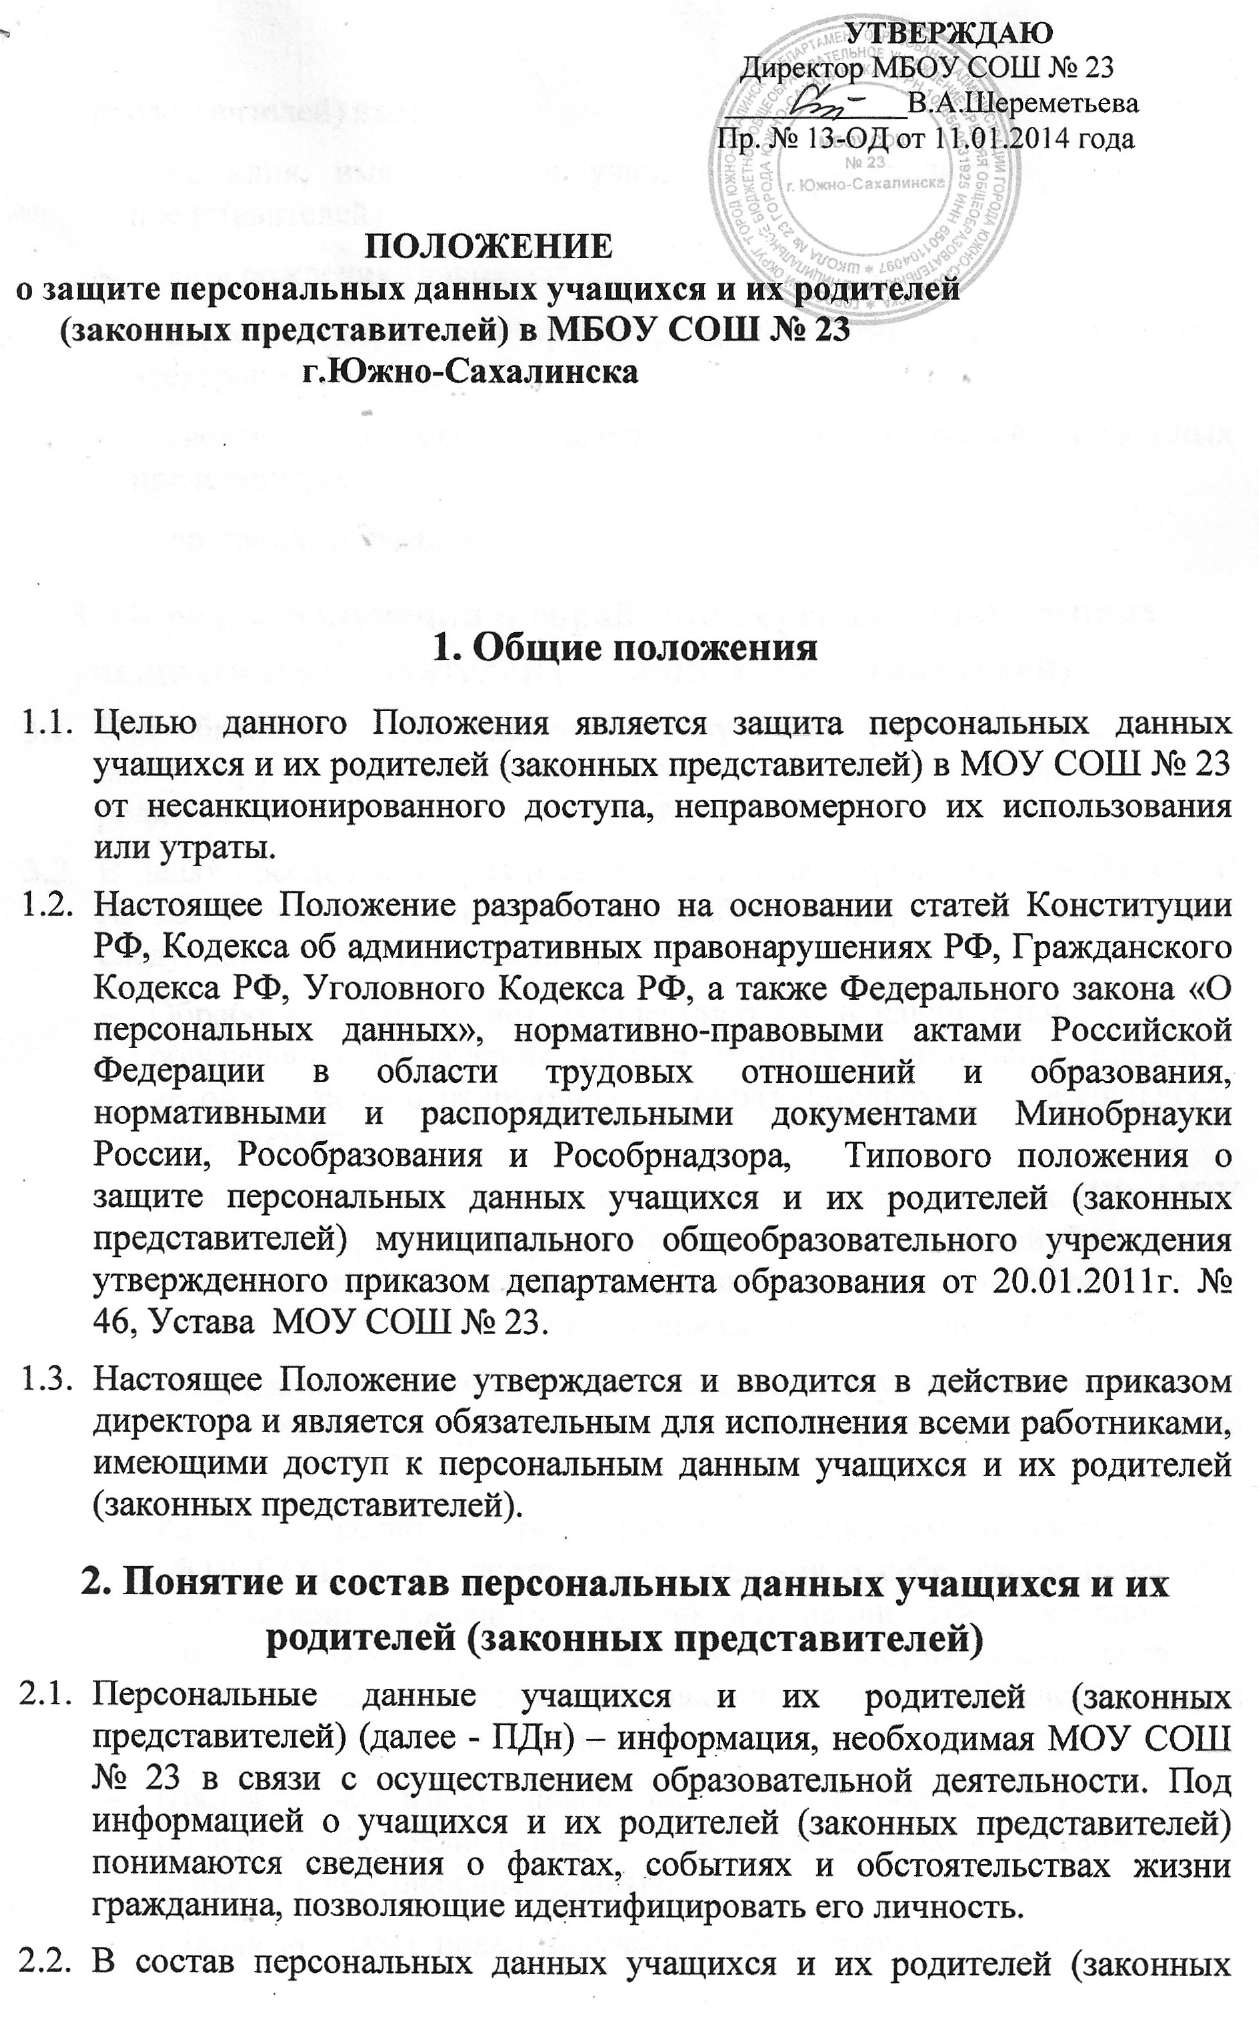 УТВЕРЖДАЮ
Директор МБОУ СОШ № 23
____________В.А.Шереметьева
Пр. № 13-ОД от 11.01.2014 года
№ 23
г. Южно-Сахалинска
ПОЛОЖЕНИЕ
о защите персональных данных учащихся и их родителей
(законных представителей) в МБОУ СОШ № 23
г.Южно-Сахалинска
1. Общие положения
1.1. Целью данного Положения является защита персональных данных
учащихся и их родителей (законных представителей) в МОУ СОШ № 23
от несанкционированного доступа, неправомерного их использования
или утраты.
1.2. Настоящее Положение разработано на основании статей Конституции
РФ, Кодекса об административных правонарушениях РФ, Гражданского
Кодекса РФ, Уголовного Кодекса РФ, а также Федерального закона «О
персональных данных», нормативно-правовыми актами Российской
Федерации в области трудовых отношений и образования,
нормативными и распорядительными документами Минобрнауки
России, Рособразования и Рособрнадзора, Типового положения о
защите персональных данных учащихся и их родителей (законных
представителей) муниципального общеобразовательного учреждения
утвержденного приказом департамента образования от 20.01.2011г. №
46, Устава МОУ СОШ № 23.
1.3. Настоящее Положение утверждается и вводится в действие приказом
директора и является обязательным для исполнения всеми работниками,
имеющими доступ к персональным данным учащихся и их родителей
(законных представителей).
2. Понятие и состав персональных данных учащихся и их
родителей (законных представителей)
2.1. Персональные данные учащихся и их родителей (законных
представителей) (далее - ПДн) – информация, необходимая МОУ СОШ
№ 23 в связи с осуществлением образовательной деятельности. Под
информацией о учащихся и их родителей (законных представителей)
понимаются сведения о фактах, событиях и обстоятельствах жизни
гражданина, позволяющие идентифицировать его личность.
2.2. В состав персональных данных учащихся и их родителей (законных